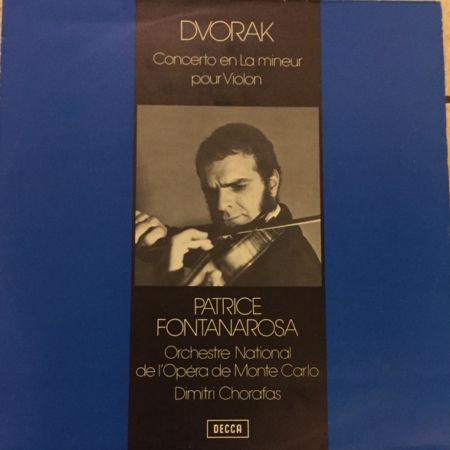 DVORAK
Concerto en La mineur
pour Violon
PATRICE
FONTANAROSA
Orchestre National
de l'Opéra de Monte Carlo
Dimitri Chorafas
DECCA